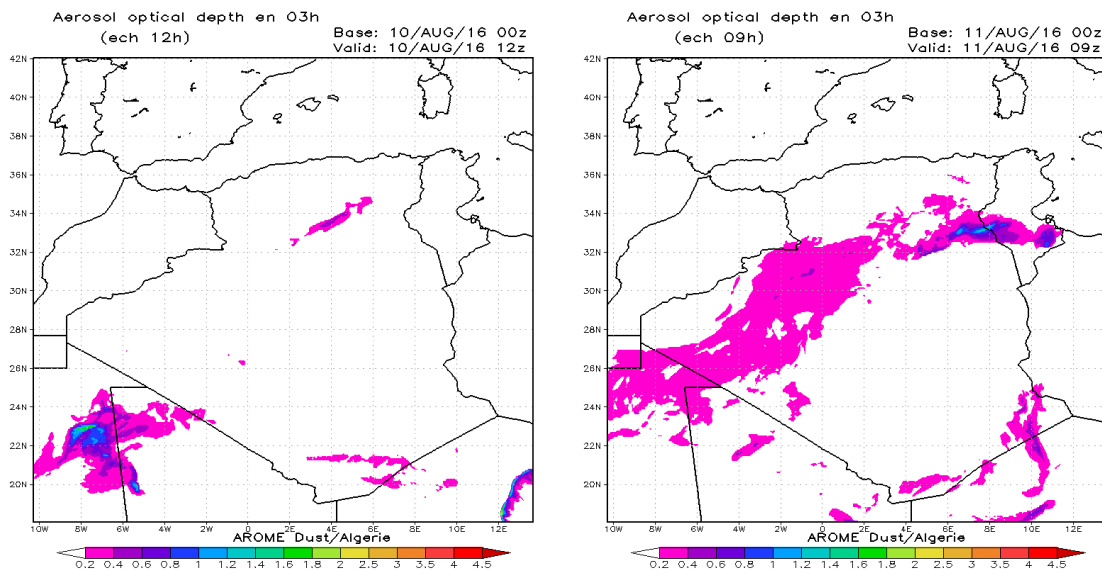 Aerosol optical depth en 03h
(ech 12h)
Base: 10/AUG/16 00z
Valid: 10/AUG/16 12z
42N
40N
38N
36N
34N
32N
30N
28N
26N
24N
22N
20N
10W 8W 6W 4W 2W 0 2E 4E 6E 8E 10E 12E
AROME Dust/Algerie
0.2 0.4 0.6 0.8 1 1.2 1.4 1.6 1.8 2 2.5 3 3.5 4 4.5
Aerosol optical depth en 03h
(ech 09h)
Base: 11/AUG/16 00z
Valid: 11/AUG/16 09z
42N
40N
38N
36N
34N
32N
30N
28N
26N
24N
22N
20N
10W 8W 6W 4W 2W 0 2E 4E 6E 8E 10E 12E
AROME Dust/Algerie
0.2 0.4 0.6 0.8 1 1.2 1.4 1.6 1.8 2 2.5 3 3.5 4 4.5